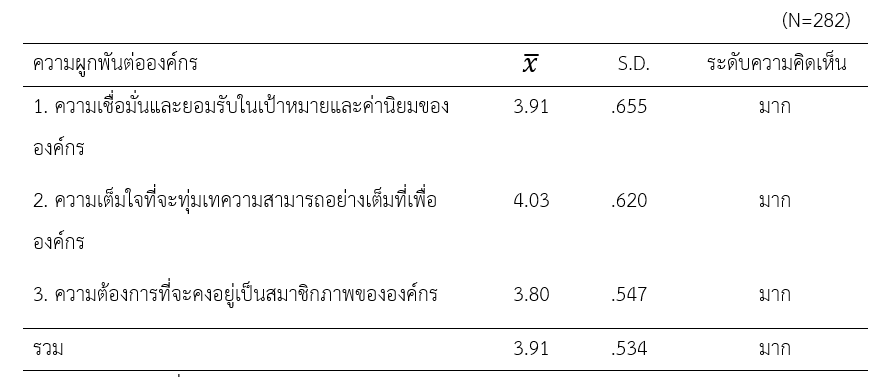 (N=282)
ความผูกพันต่อองค์กร x̅ S.D. ระดับความคิดเห็น
1. ความเชื่อมั่นและยอมรับในเป้าหมายและค่านิยมของ 3.91 .655 มาก
องค์กร
2. ความเต็มใจที่จะทุ่มเทความสามารถอย่างเต็มที่เพื่อ 4.03 .620 มาก
องค์กร
3. ความต้องการที่จะคงอยู่เป็นสมาชิกภาพขององค์กร 3.80 .547 มาก
รวม 3.91 .534 มาก